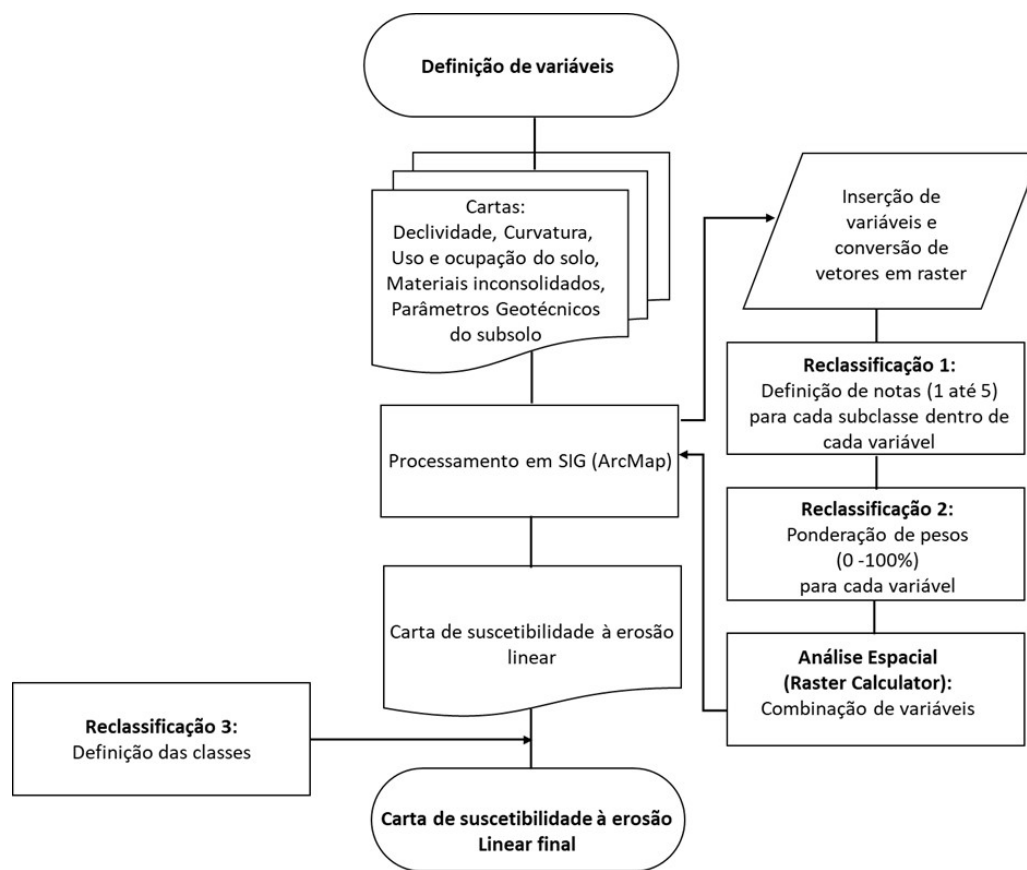 Definição de variáveis
Cartas:
Declividade, Curvatura,
Uso e ocupação do solo,
Materiais inconsolidados,
Parâmetros Geotécnicos
do subsolo
Inserção de
variáveis e
conversão de
vetores em raster
Reclassificação 1:
Definição de notas (1 até 5)
para cada subclasse dentro de
cada variável
Processamento em SIG (ArcMap)
Reclassificação 2:
Ponderação de pesos
(0 -100%)
para cada variável
Carta de suscetibilidade à erosão
linear
Análise Espacial
(Raster Calculator):
Combinação de variáveis
Reclassificação 3:
Definição das classes
Carta de suscetibilidade à erosão
Linear final